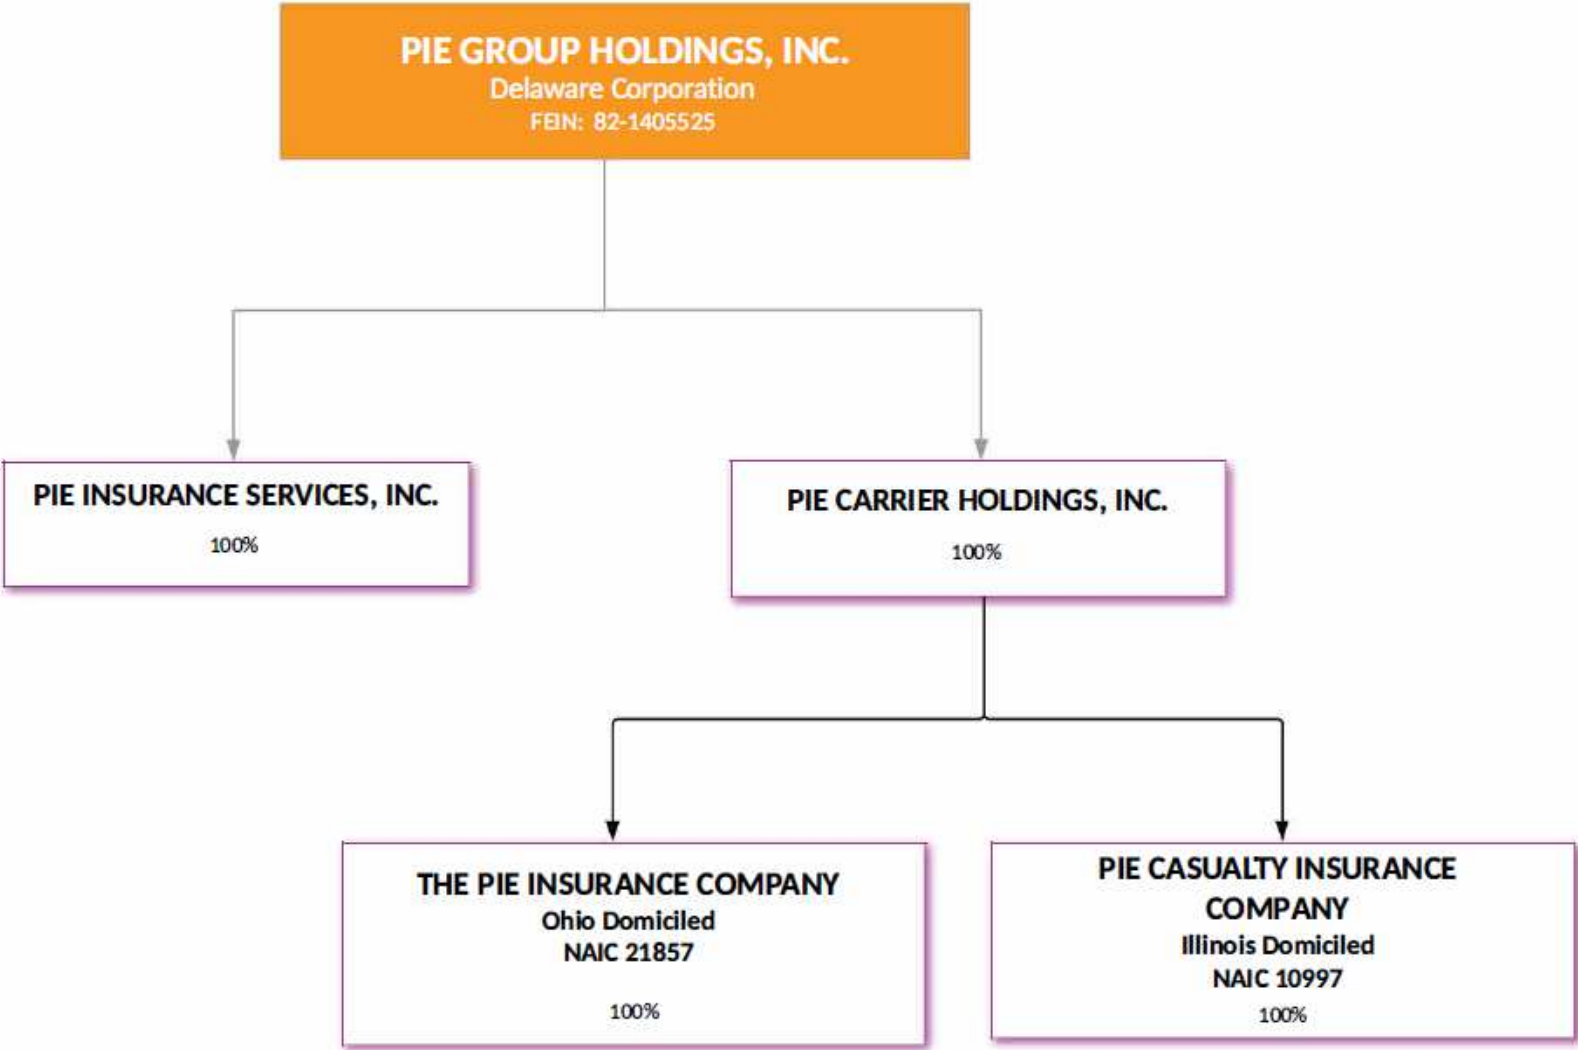 PIE GROUP HOLDINGS, INC.
Delaware Corporation
FEIN: 82-1405525
PIE INSURANCE SERVICES, INC.
100%
PIE CARRIER HOLDINGS, INC.
100%
THE PIE INSURANCE COMPANY
Ohio Domiciled
NAIC 21857
100%
PIE CASUALTY INSURANCE
COMPANY
Illinois Domiciled
NAIC 10997
100%